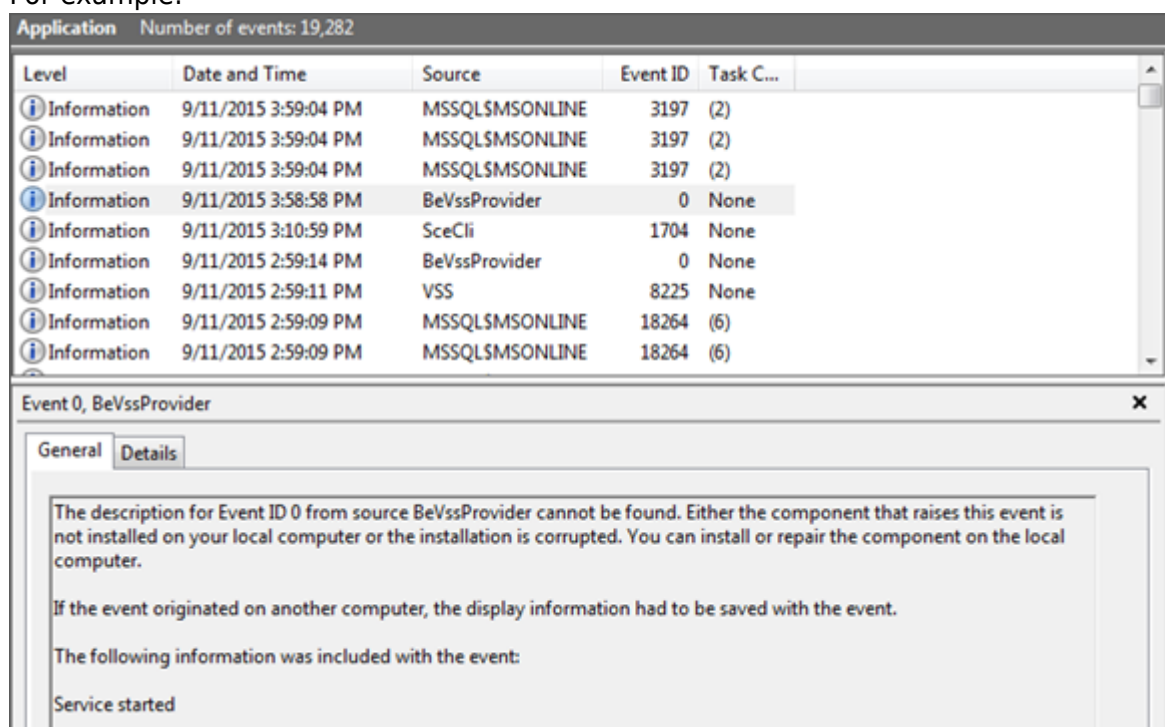 For example:
Application Number of events: 19,282
Level Date and Time Source Event ID Task C...
Information 9/11/2015 3:59:04 PM MSSQL$MSONLINE 3197 (2)
Information 9/11/2015 3:59:04 PM MSSQL$MSONLINE 3197 (2)
Information 9/11/2015 3:59:04 PM MSSQL$MSONLINE 3197 (2)
Information 9/11/2015 3:58:58 PM BeVssProvider 0 None
Information 9/11/2015 3:10:59 PM SceCli 1704 None
Information 9/11/2015 2:59:14 PM BeVssProvider 0 None
Information 9/11/2015 2:59:11 PM VSS 8225 None
Information 9/11/2015 2:59:09 PM MSSQL$MSONLINE 18264 (6)
Information 9/11/2015 2:59:09 PM MSSQL$MSONLINE 18264 (6)
Event 0, BeVssProvider
General Details
The description for Event ID 0 from source BeVssProvider cannot be found. Either the component that raises this event is
not installed on your local computer or the installation is corrupted. You can install or repair the component on the local
computer.
If the event originated on another computer, the display information had to be saved with the event.
The following information was included with the event:
Service started